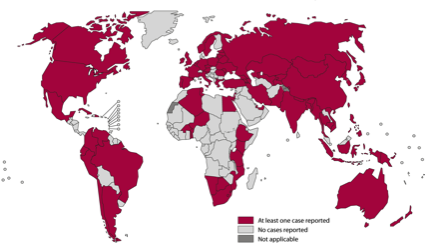 At least one case reported
No cases reported
Not applicable